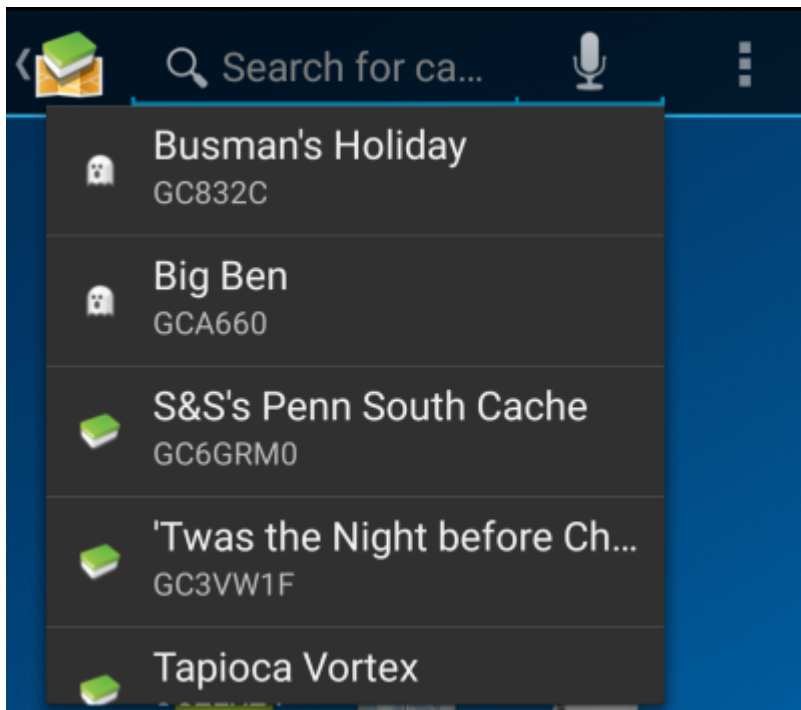 Search for ca...
Busman's Holiday
GC832C
Big Ben
GCA660
S&S's Penn South Cache
GC6GRM0
'Twas the Night before Ch...
GC3VW1F
Tapioca Vortex